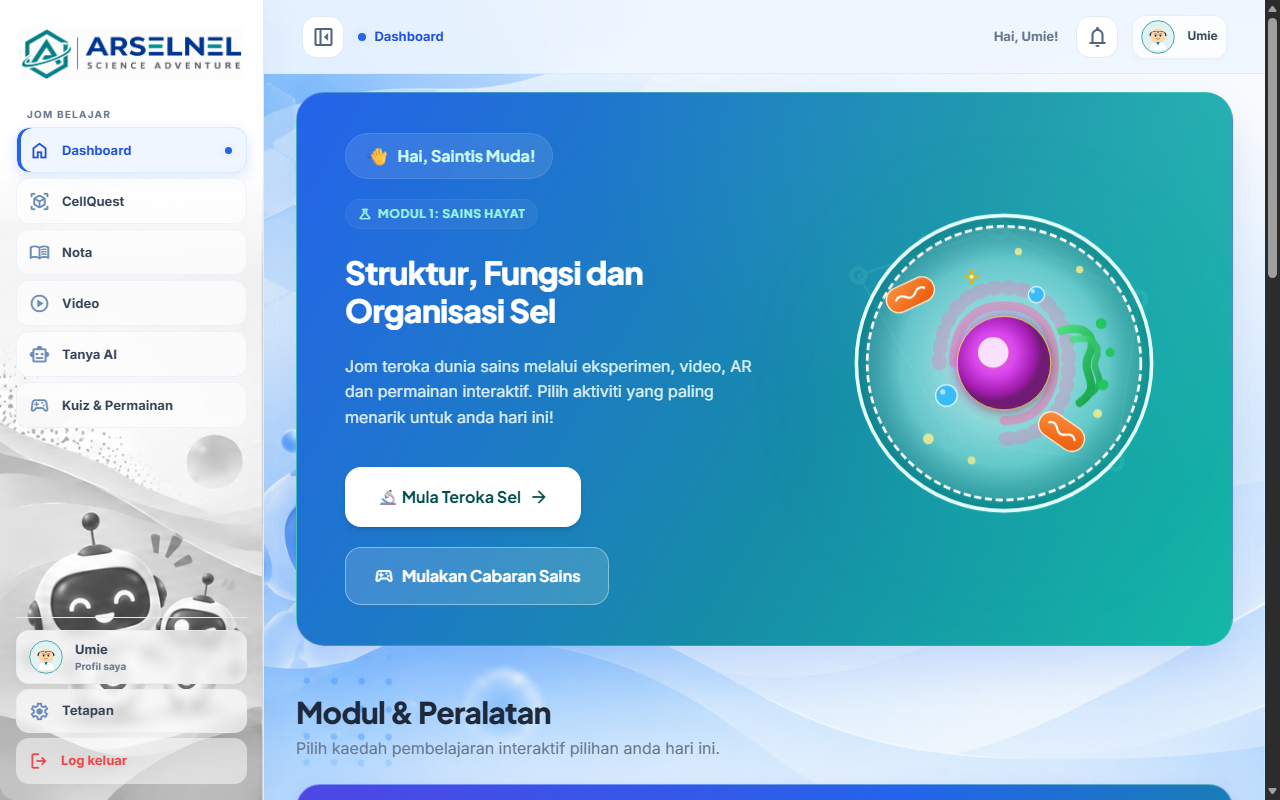 ARSELNEL
SCIENCE ADVENTURE
JOM BELAJAR
Dashboard
CellQuest
Nota
Video
Tanya AI
Kuiz & Permainan
Umie
Profil saya
Tetapan
Log keluar
Dashboard
Hai, Umie!
Umie
Hai, Saintis Muda!
MODUL 1: SAINS HAYAT
Struktur, Fungsi dan
Organisasi Sel
Jom teroka dunia sains melalui eksperimen, video, AR
dan permainan interaktif. Pilih aktiviti yang paling
menarik untuk anda hari ini!
Mula Teroka Sel →
Mulakan Cabaran Sains
Modul & Peralatan
Pilih kaedah pembelajaran interaktif pilihan anda hari ini.